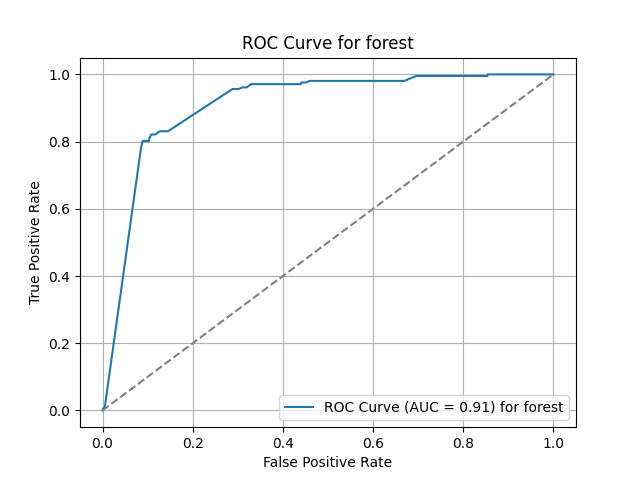 ROC Curve for forest
1.0
0.8
0.6
0.4
0.2
0.0
True Positive Rate
ROC Curve (AUC = 0.91) for forest
0.0 0.2 0.4 0.6 0.8 1.0
False Positive Rate